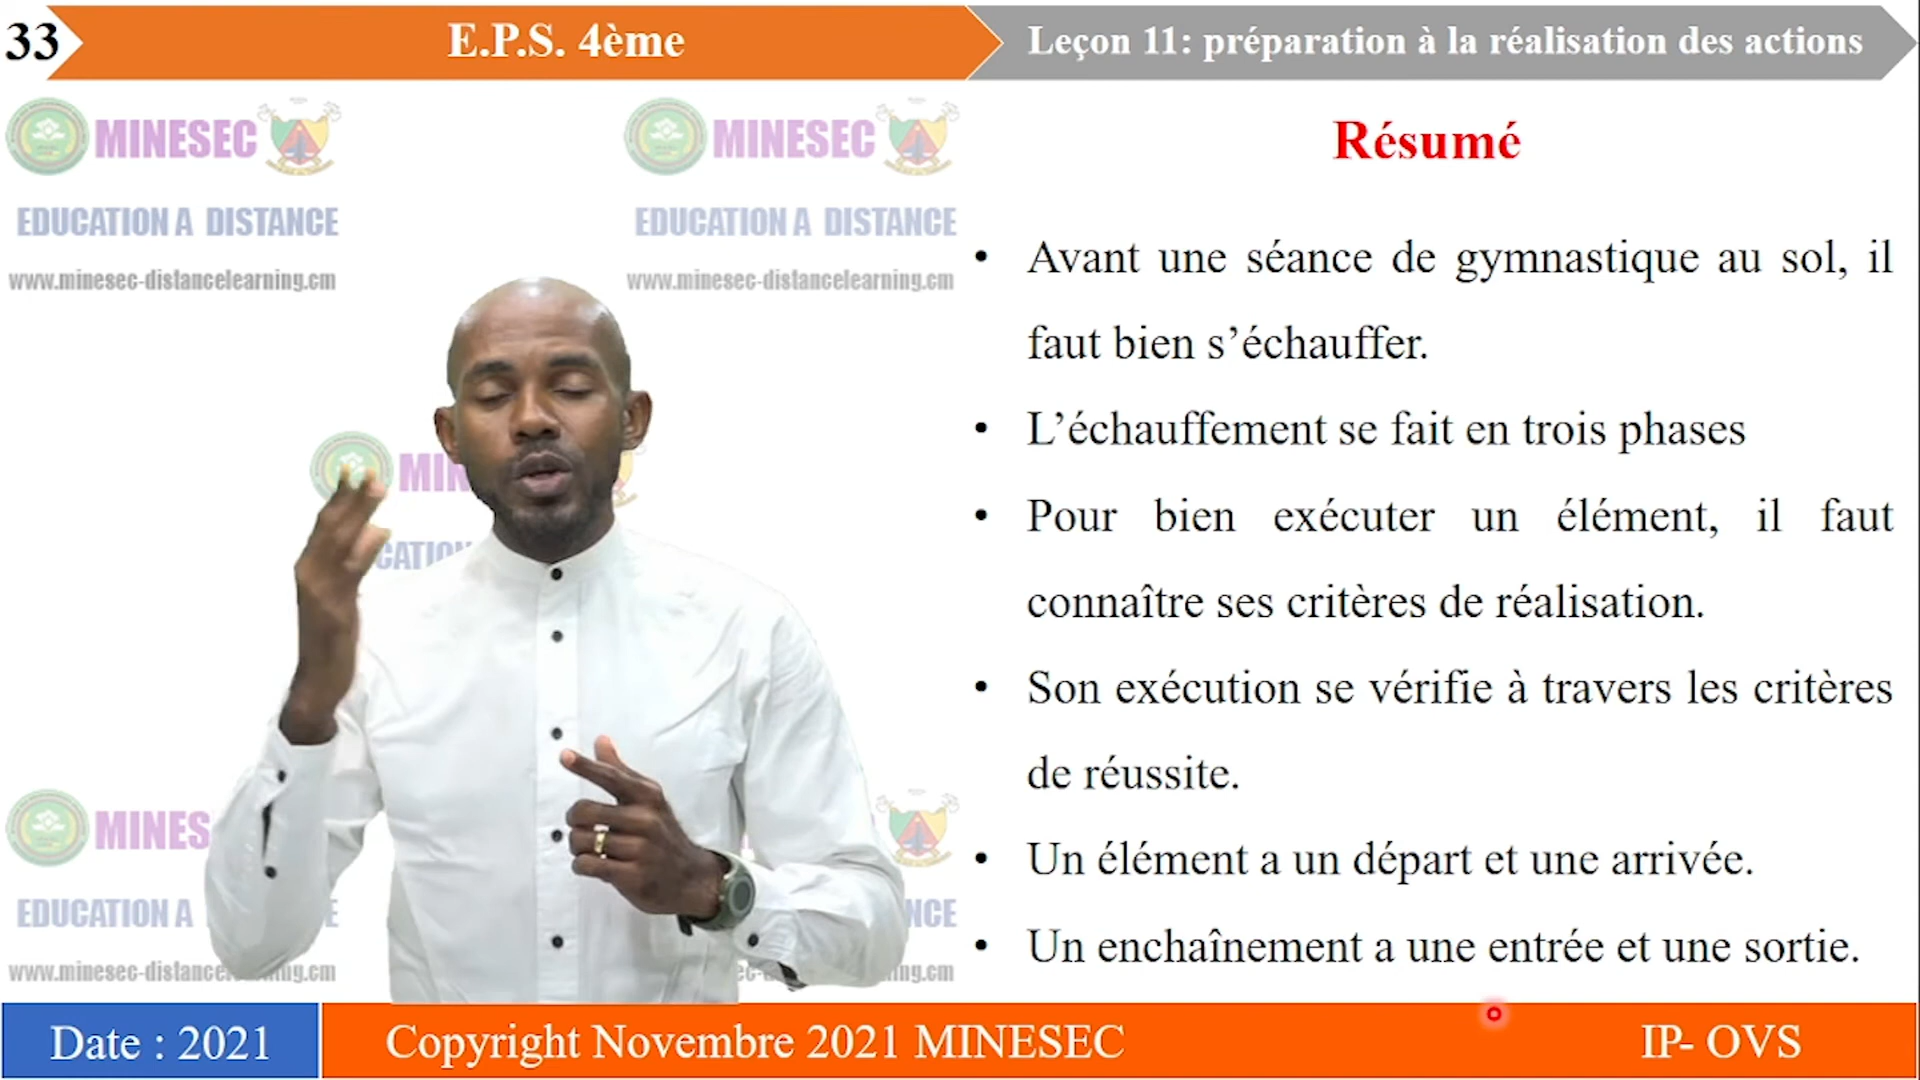 33
E.P.S. 4ème
Leçon 11: préparation à la réalisation des actions
MINESEC
EDUCATION A DISTANCE
www.minesec-distancelearning.cm
MINESEC
EDUCATION A DISTANCE
www.minesec-distancelearning.cm
Résumé
• Avant une séance de gymnastique au sol, il
faut bien s’échauffer.
• L’échauffement se fait en trois phases
• Pour bien exécuter un élément, il faut
connaître ses critères de réalisation.
• Son exécution se vérifie à travers les critères
de réussite.
• Un élément a un départ et une arrivée.
• Un enchaînement a une entrée et une sortie.
Date : 2021
Copyright Novembre 2021 MINESEC
IP- OVS